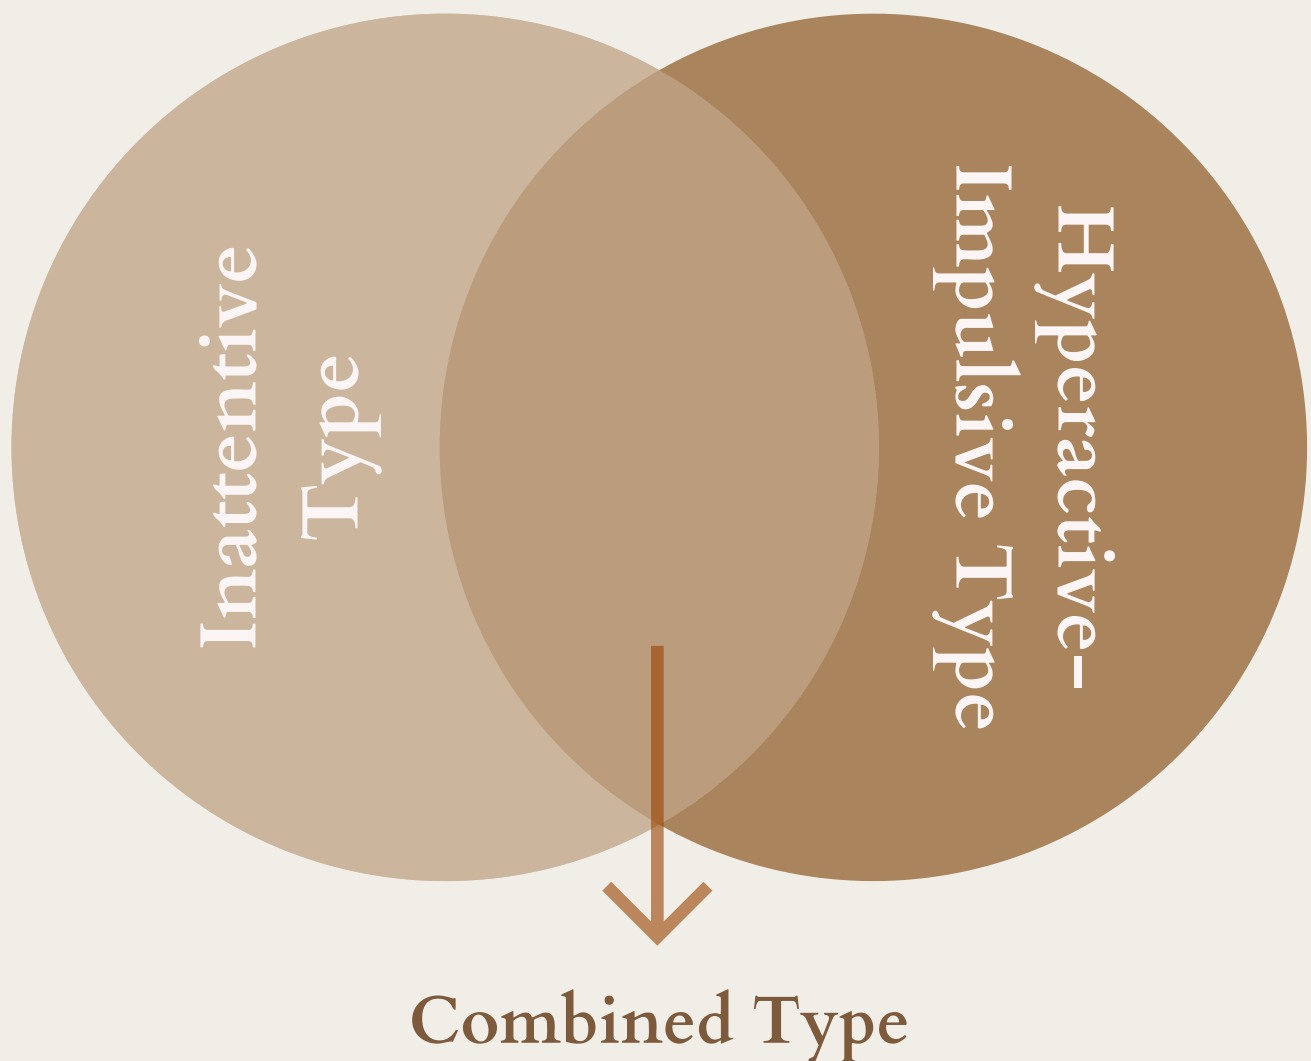 Inattentive
Type
Hyperactive-
Impulsive Type
Combined Type